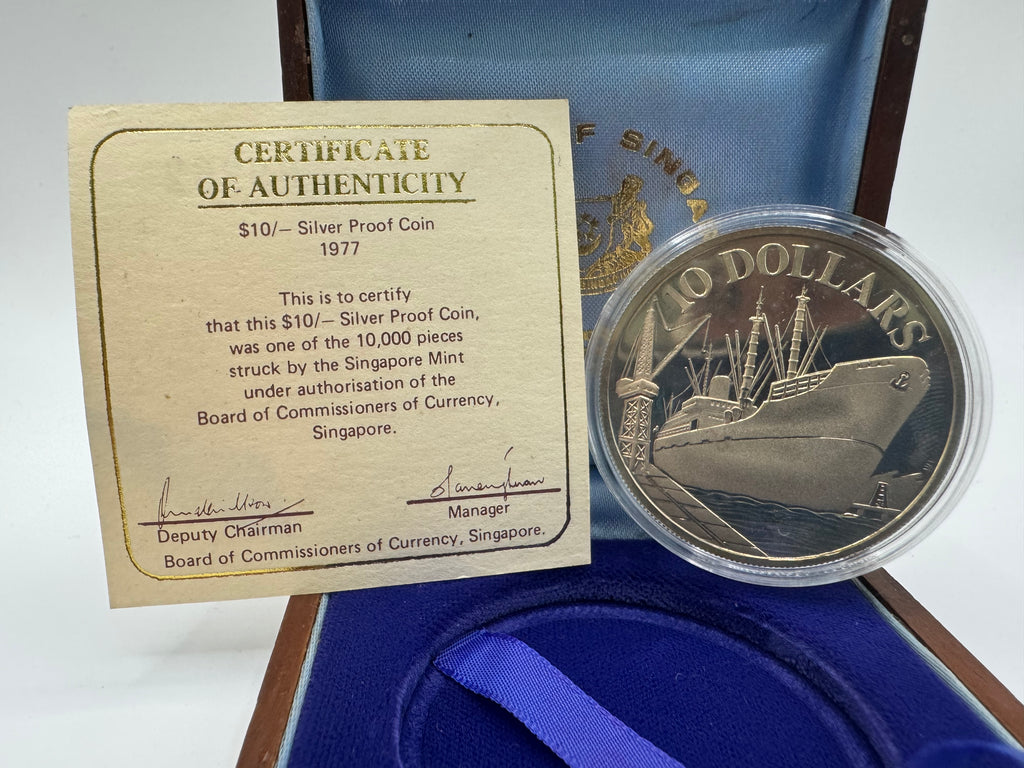 CERTIFICATE
OF AUTHENTICITY
$10/— Silver Proof Coin
1977
This is to certify
that this $10/— Silver Proof Coin,
was one of the 10,000 pieces
struck by the Singapore Mint
under authorisation of the
Board of Commissioners of Currency,
Singapore.
Deputy Chairman
Manager
Board of Commissioners of Currency, Singapore.
F SINGA
10 DOLLARS